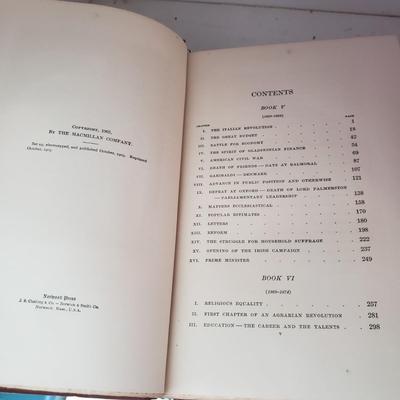 Copyright, 1903,
By THE MACMILLAN COMPANY.
Set up, electrotyped, and published October, 1903. Reprinted
October, 1903.
Norwood Press
J. S. Cushing & Co. — Berwick & Smith Co.
Norwood, Mass., U.S.A.
CONTENTS
BOOK V
(1859–1868)
CHAPTER PAGE
I. THE ITALIAN REVOLUTION 1
II. THE GREAT BUDGET 18
III. BATTLE FOR ECONOMY 42
IV. THE SPIRIT OF GLADSTONIAN FINANCE 54
V. AMERICAN CIVIL WAR 69
VI. DEATH OF FRIENDS — DAYS AT BALMORAL 87
VII. GARIBALDI — DENMARK 107
VIII. ADVANCE IN PUBLIC POSITION AND OTHERWISE 121
IX. DEFEAT AT OXFORD — DEATH OF LORD PALMERSTON
— PARLIAMENTARY LEADERSHIP 138
X. MATTERS ECCLESIASTICAL 158
XI. POPULAR ESTIMATES 170
XII. LETTERS 180
XIII. REFORM 198
XIV. THE STRUGGLE FOR HOUSEHOLD SUFFRAGE 222
XV. OPENING OF THE IRISH CAMPAIGN 237
XVI. PRIME MINISTER 249
BOOK VI
(1869–1874)
I. RELIGIOUS EQUALITY 257
II. FIRST CHAPTER OF AN AGRARIAN REVOLUTION 281
III. EDUCATION — THE CAREER AND THE TALENTS 298
v